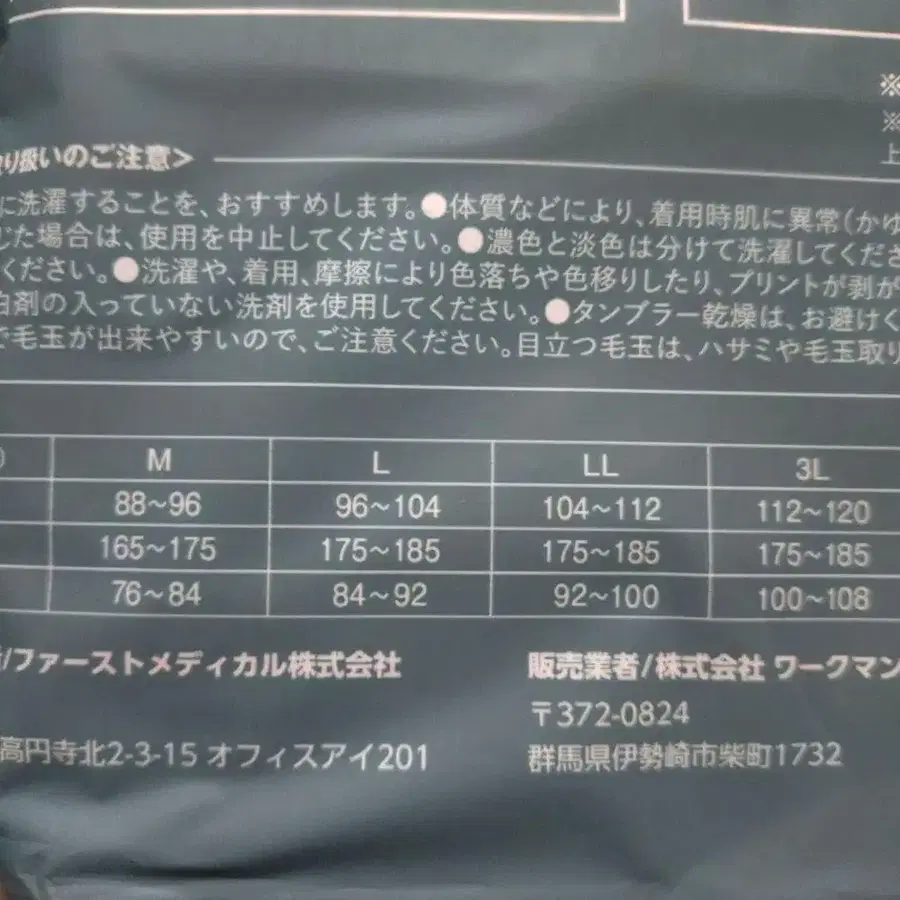 ※
※
上
取り扱いのご注意>
に洗濯することを、おすすめします。●体質などにより、着用時肌に異常(かゆ
じた場合は、使用を中止してください。●濃色と淡色は分けて洗濯してくださ
ください。●洗濯や、着用、摩擦により色落ちや色移りしたり、プリントが剥が
白剤の入っていない洗剤を使用してください。●タンブラー乾燥は、お避けく
で毛玉が出来やすいので、ご注意ください。目立つ毛玉は、ハサミや毛玉取り
) M L LL 3L
88~96 96~104 104~112 112~120
165~175 175~185 175~185 175~185
76~84 84~92 92~100 100~108
/ファーストメディカル株式会社
高円寺北2-3-15 オフィスアイ201
販売業者/株式会社 ワークマン
〒372-0824
群馬県伊勢崎市柴町1732